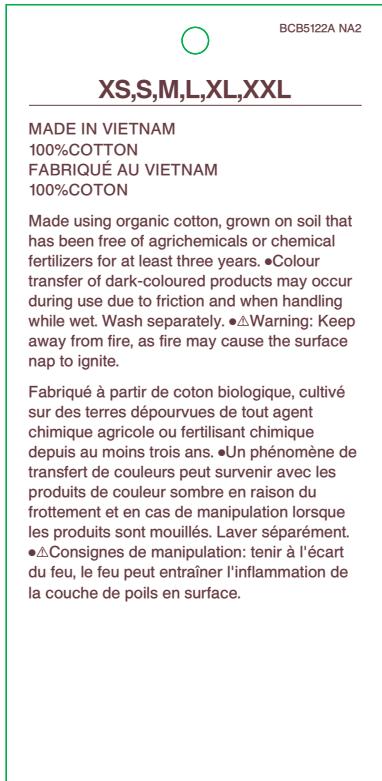 BCB5122A NA2
XS,S,M,L,XL,XXL
MADE IN VIETNAM
100%COTTON
FABRIQUÉ AU VIETNAM
100%COTON
Made using organic cotton, grown on soil that
has been free of agrichemicals or chemical
fertilizers for at least three years. ●Colour
transfer of dark-coloured products may occur
during use due to friction and when handling
while wet. Wash separately. ●⚠Warning: Keep
away from fire, as fire may cause the surface
nap to ignite.
Fabriqué à partir de coton biologique, cultivé
sur des terres dépourvues de tout agent
chimique agricole ou fertilisant chimique
depuis au moins trois ans. ●Un phénomène de
transfert de couleurs peut survenir avec les
produits de couleur sombre en raison du
frottement et en cas de manipulation lorsque
les produits sont mouillés. Laver séparément.
●⚠Consignes de manipulation: tenir à l'écart
du feu, le feu peut entraîner l'inflammation de
la couche de poils en surface.